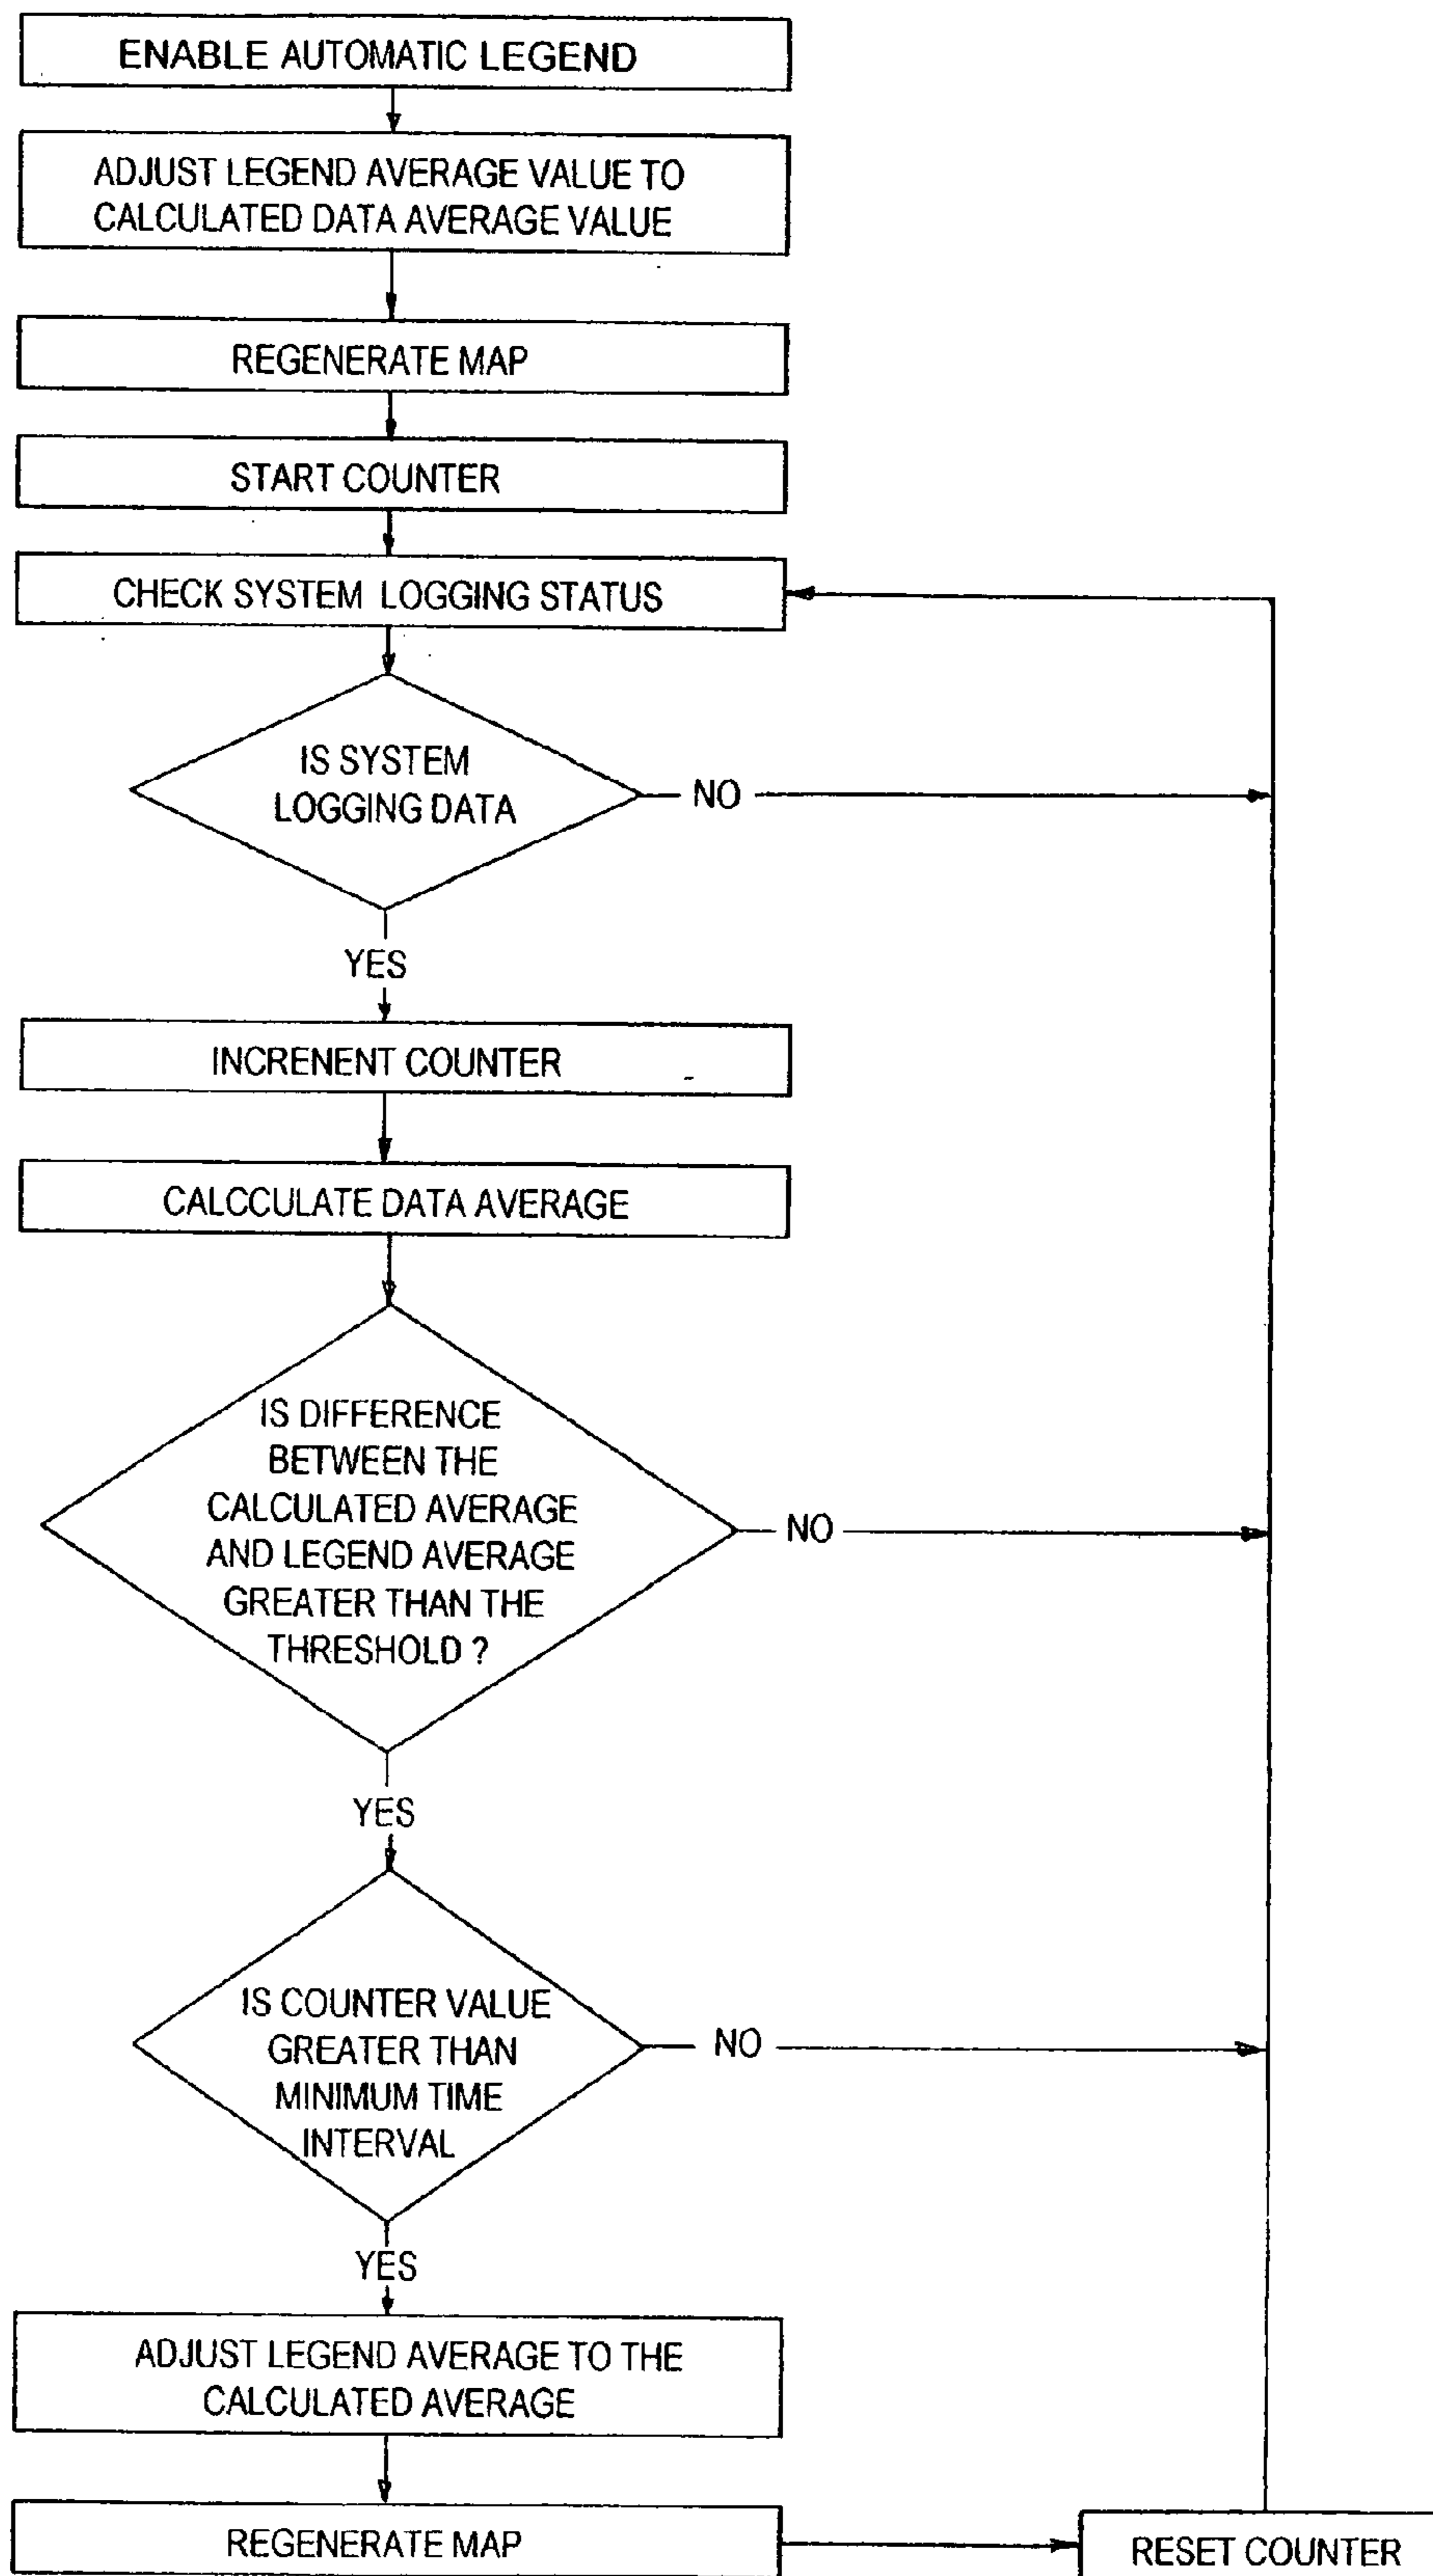 ENABLE AUTOMATIC LEGEND
ADJUST LEGEND AVERAGE VALUE TO
CALCULATED DATA AVERAGE VALUE
REGENERATE MAP
START COUNTER
CHECK SYSTEM LOGGING STATUS
IS SYSTEM
LOGGING DATA
NO
YES
INCRENENT COUNTER
CALCCULATE DATA AVERAGE
IS DIFFERENCE
BETWEEN THE
CALCULATED AVERAGE
AND LEGEND AVERAGE
GREATER THAN THE
THRESHOLD ?
NO
YES
IS COUNTER VALUE
GREATER THAN
MINIMUM TIME
INTERVAL
NO
YES
ADJUST LEGEND AVERAGE TO THE
CALCULATED AVERAGE
REGENERATE MAP
RESET COUNTER